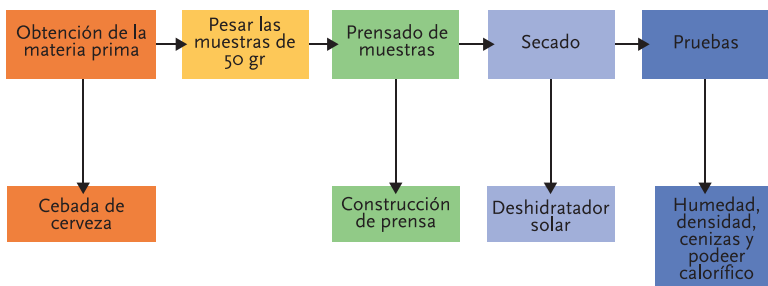 Obtención de la
materia prima
Pesar las
muestras de
50 gr
Prensado de
muestras
Secado
Pruebas
Cebada de
cerveza
Construcción
de prensa
Deshidratador
solar
Humedad,
densidad,
cenizas y
podeer
calorífico